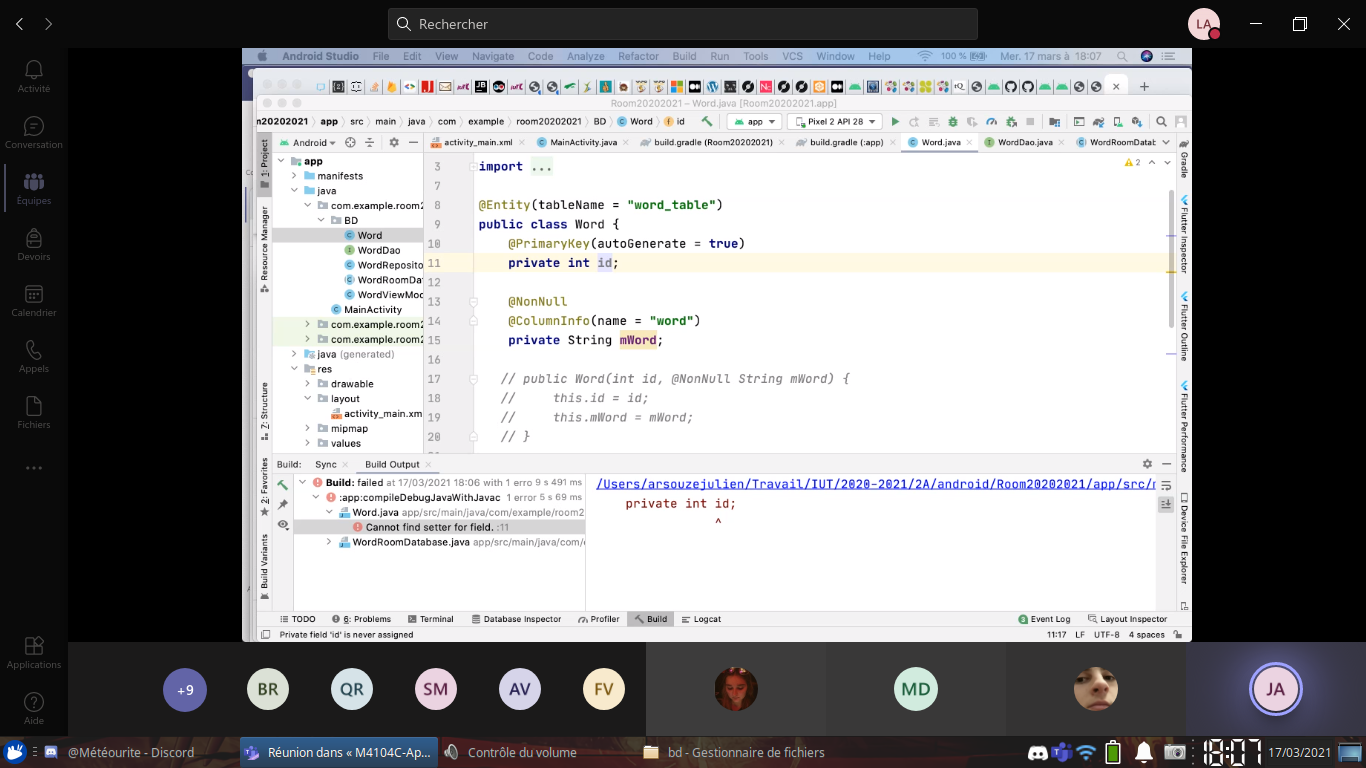 Rechercher
LA
Activité
Conversation
Équipes
Devoirs
Calendrier
Appels
Fichiers
Applications
Aide
Android Studio File Edit View Navigate Code Analyze Refactor Build Run Tools VCS Window Help 100 % Mer. 17 mars à 18:07
Room20202021 – Word.java [Room20202021.app]
n20202021 app src main java com example room20202021 BD Word id app Pixel 2 API 28
Android activity_main.xml MainActivity.java build.gradle (Room20202021) build.gradle (:app) Word.java WordDao.java WordRoomDatab
1: Project
Resource Manager
Z: Structure
2: Favorites
Build Variants
app
manifests
java
com.example.room2
BD
Word
WordDao
WordReposito
WordRoomDa
WordViewMo
MainActivity
com.example.room2
com.example.room2
java (generated)
res
drawable
layout
activity_main.xm
mipmap
values
3 import ...
7
8 @Entity(tableName = "word_table")
9 public class Word {
10 @PrimaryKey(autoGenerate = true)
11 private int id;
12
13 @NonNull
14 @ColumnInfo(name = "word")
15 private String mWord;
16
17 // public Word(int id, @NonNull String mWord) {
18 // this.id = id;
19 // this.mWord = mWord;
20 // }
2
Gradle
Flutter Inspector
Flutter Outline
Flutter Performance
Device File Explorer
Build: Sync Build Output
Build: failed at 17/03/2021 18:06 with 1 erro 9 s 491 ms
:app:compileDebugJavaWithJavac 1 error 5 s 69 ms
Word.java app/src/main/java/com/example/room2
Cannot find setter for field. :11
WordRoomDatabase.java app/src/main/java/com/
/Users/arsouzejulien/Travail/IUT/2020-2021/2A/android/Room20202021/app/src/
private int id;
^
TODO 6: Problems Terminal Database Inspector Profiler Build Logcat 3 Event Log Layout Inspector
Private field 'id' is never assigned 11:17 LF UTF-8 4 spaces
+9 BR QR SM AV FV MD JA
@Météourite - Discord Réunion dans « M4104C-Ap... Contrôle du volume bd - Gestionnaire de fichiers 18:07 17/03/2021